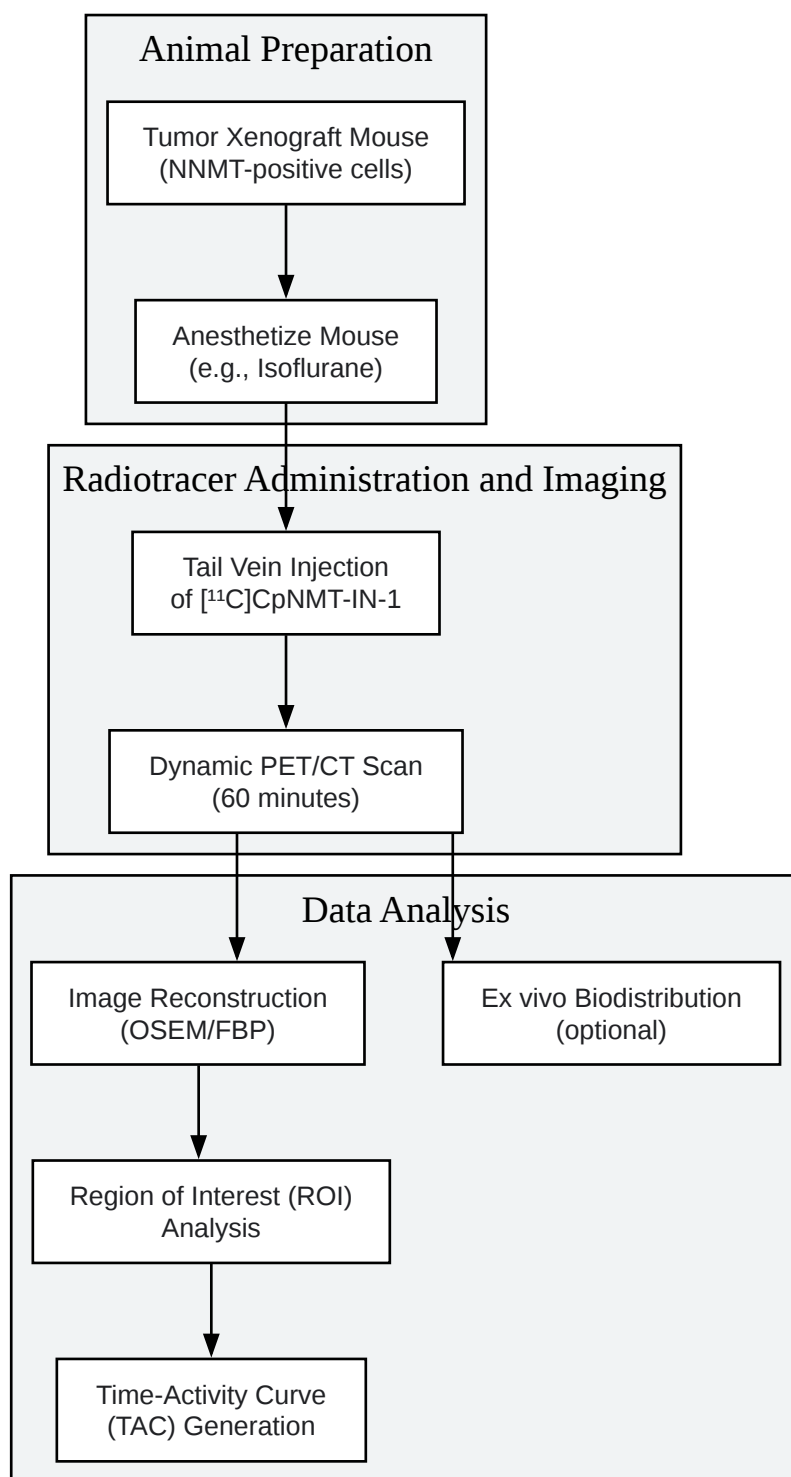 Animal Preparation
Tumor Xenograft Mouse
(NNMT-positive cells)
Anesthetize Mouse
(e.g., Isoflurane)
Radiotracer Administration and Imaging
Tail Vein Injection
of [¹¹C]CpNMT-IN-1
Dynamic PET/CT Scan
(60 minutes)
Data Analysis
Image Reconstruction
(OSEM/FBP)
Ex vivo Biodistribution
(optional)
Region of Interest (ROI)
Analysis
Time-Activity Curve
(TAC) Generation